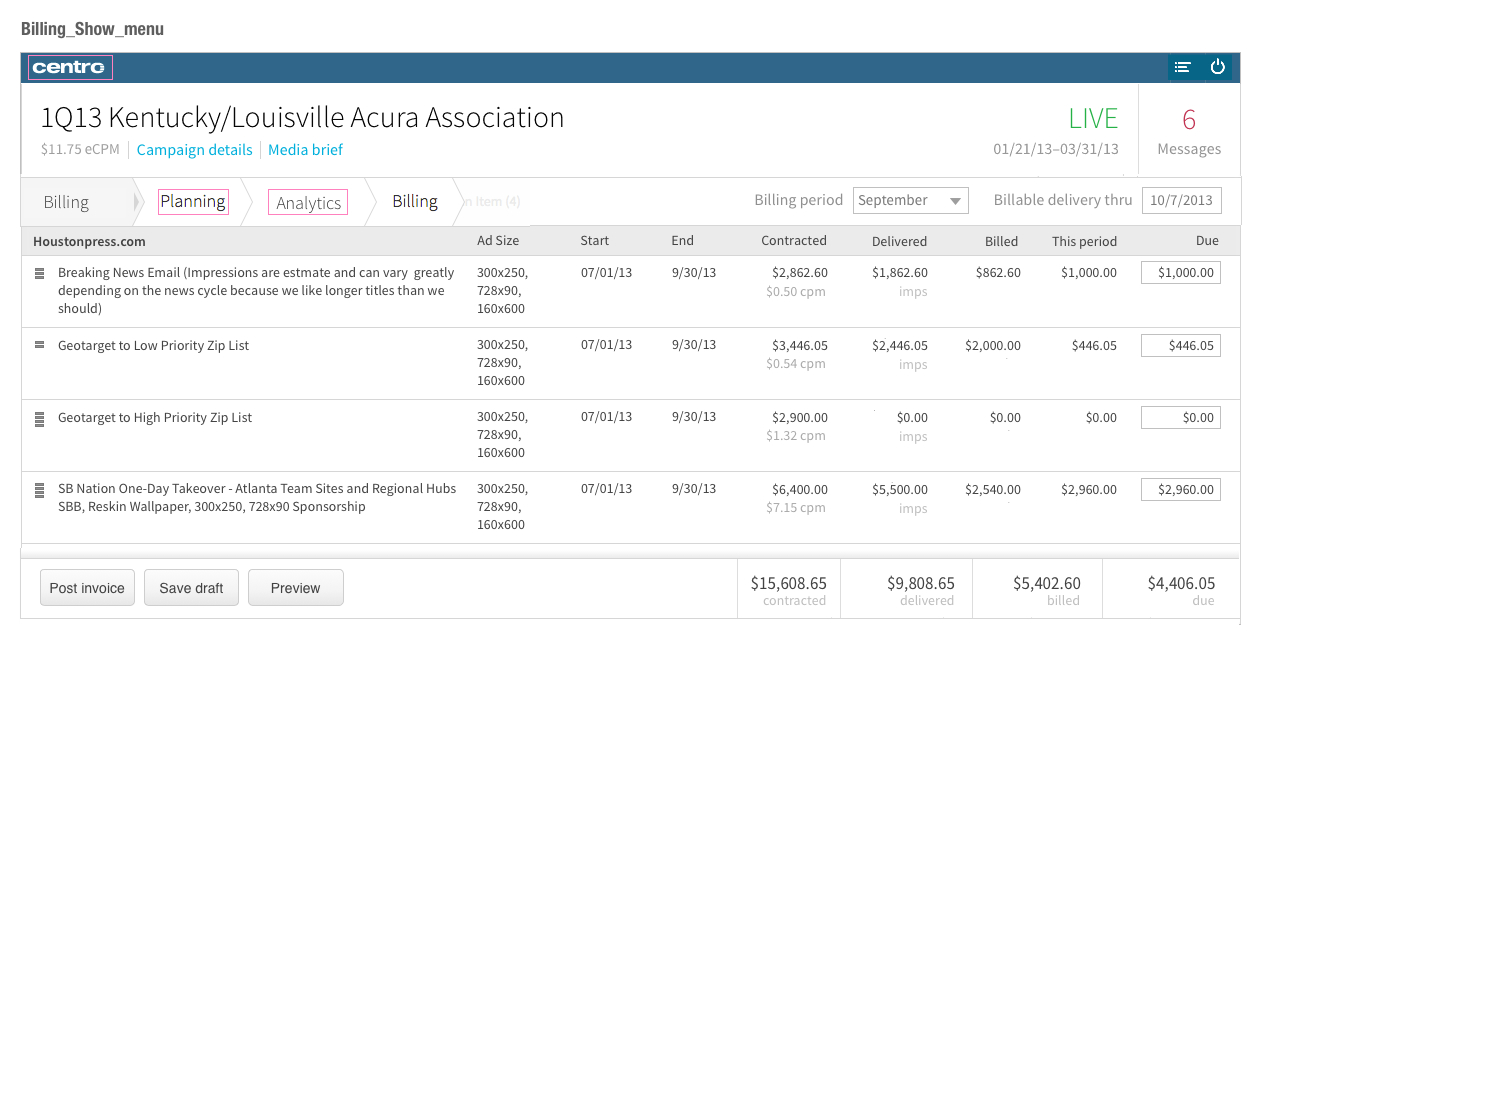 Billing_Show_menu
centro
1Q13 Kentucky/Louisville Acura Association
LIVE
6
$11.75 eCPM
Campaign details
Media brief
01/21/13–03/31/13
Messages
Billing
Planning
Analytics
Billing
n Item (4)
Billing period
September
Billable delivery thru
10/7/2013
Houstonpress.com
Ad Size
Start
End
Contracted
Delivered
Billed
This period
Due
Breaking News Email (Impressions are estmate and can vary  greatly
depending on the news cycle because we like longer titles than we
should)
300x250,
728x90,
160x600
07/01/13
9/30/13
$2,862.60
$0.50 cpm
$1,862.60
imps
$862.60
$1,000.00
$1,000.00
Geotarget to Low Priority Zip List
300x250,
728x90,
160x600
07/01/13
9/30/13
$3,446.05
$0.54 cpm
$2,446.05
imps
$2,000.00
$446.05
$446.05
Geotarget to High Priority Zip List
300x250,
728x90,
160x600
07/01/13
9/30/13
$2,900.00
$1.32 cpm
$0.00
imps
$0.00
$0.00
$0.00
SB Nation One-Day Takeover - Atlanta Team Sites and Regional Hubs
SBB, Reskin Wallpaper, 300x250, 728x90 Sponsorship
300x250,
728x90,
160x600
07/01/13
9/30/13
$6,400.00
$7.15 cpm
$5,500.00
imps
$2,540.00
$2,960.00
$2,960.00
Post invoice
Save draft
Preview
$15,608.65
contracted
$9,808.65
delivered
$5,402.60
billed
$4,406.05
due